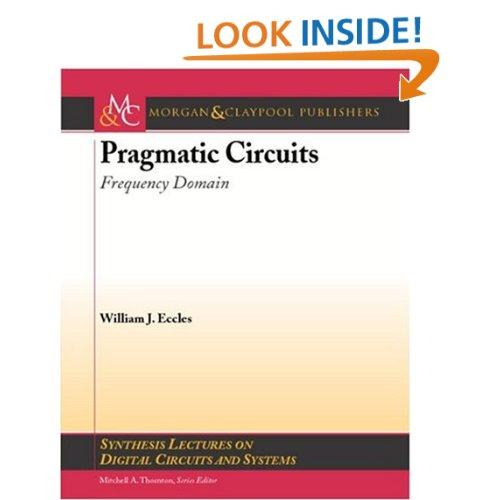 LOOK INSIDE!
M
&C
MORGAN & CLAYPOOL PUBLISHERS
Pragmatic Circuits
Frequency Domain
William J. Eccles
SYNTHESIS LECTURES ON
DIGITAL CIRCUITS AND SYSTEMS
Mitchell A. Thornton, Series Editor